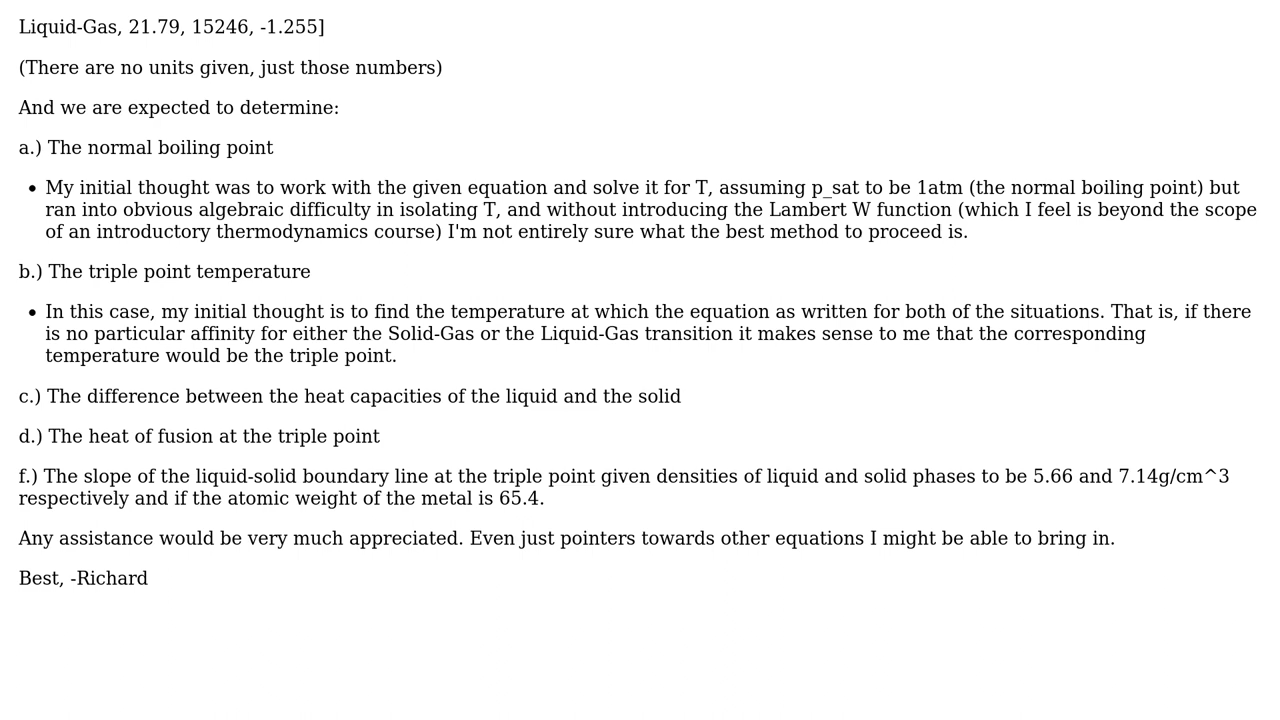 Liquid-Gas, 21.79, 15246, -1.255]
(There are no units given, just those numbers)
And we are expected to determine:
a.) The normal boiling point
• My initial thought was to work with the given equation and solve it for T, assuming p_sat to be 1atm (the normal boiling point) but
ran into obvious algebraic difficulty in isolating T, and without introducing the Lambert W function (which I feel is beyond the scope
of an introductory thermodynamics course) I'm not entirely sure what the best method to proceed is.
b.) The triple point temperature
• In this case, my initial thought is to find the temperature at which the equation as written for both of the situations. That is, if there
is no particular affinity for either the Solid-Gas or the Liquid-Gas transition it makes sense to me that the corresponding
temperature would be the triple point.
c.) The difference between the heat capacities of the liquid and the solid
d.) The heat of fusion at the triple point
f.) The slope of the liquid-solid boundary line at the triple point given densities of liquid and solid phases to be 5.66 and 7.14g/cm^3
respectively and if the atomic weight of the metal is 65.4.
Any assistance would be very much appreciated. Even just pointers towards other equations I might be able to bring in.
Best, -Richard